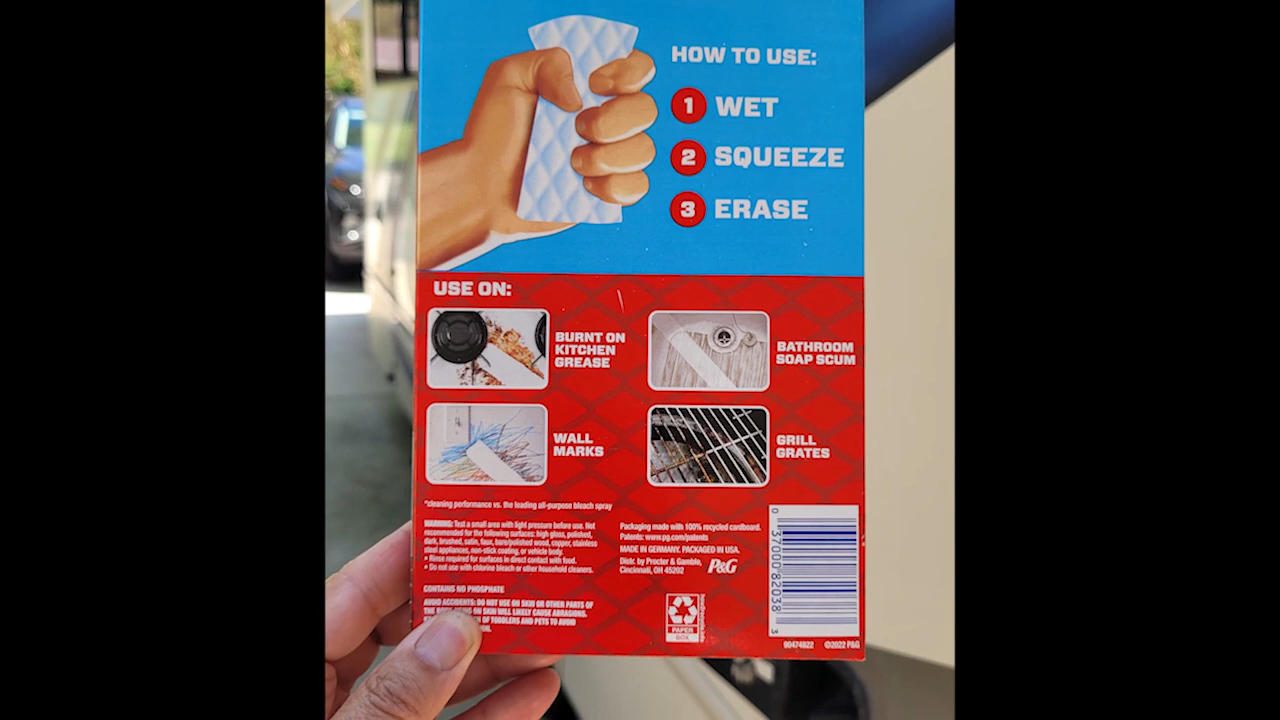 HOW TO USE:
1 WET
2 SQUEEZE
3 ERASE
USE ON:
BURNT ON
KITCHEN
GREASE
BATHROOM
SOAP SCUM
WALL
MARKS
GRILL
GRATES
*cleaning performance vs. the leading all-purpose bleach spray
WARNING: Test a small area with light pressure before use. Not
recommended for the following surfaces: high gloss, polished,
dark, brushed, satin, faux, bare/polished wood, copper, stainless
steel appliances, non-stick coating, or vehicle body.
• Rinse required for surfaces in direct contact with food.
• Do not use with chlorine bleach or other household cleaners.
CONTAINS NO PHOSPHATE
AVOID ACCIDENTS: DO NOT USE ON SKIN OR OTHER PARTS OF
ON SKIN WILL LIKELY CAUSE ABRASIONS.
OF TODDLERS AND PETS TO AVOID
Packaging made with 100% recycled cardboard.
Patents: www.pg.com/patents
MADE IN GERMANY. PACKAGED IN USA.
Distr. by Procter & Gamble,
Cincinnati, OH 45202
P&G
PAPER
BOX
how2recycle.info
0 37000 82038 3
90474822 ©2022 P&G